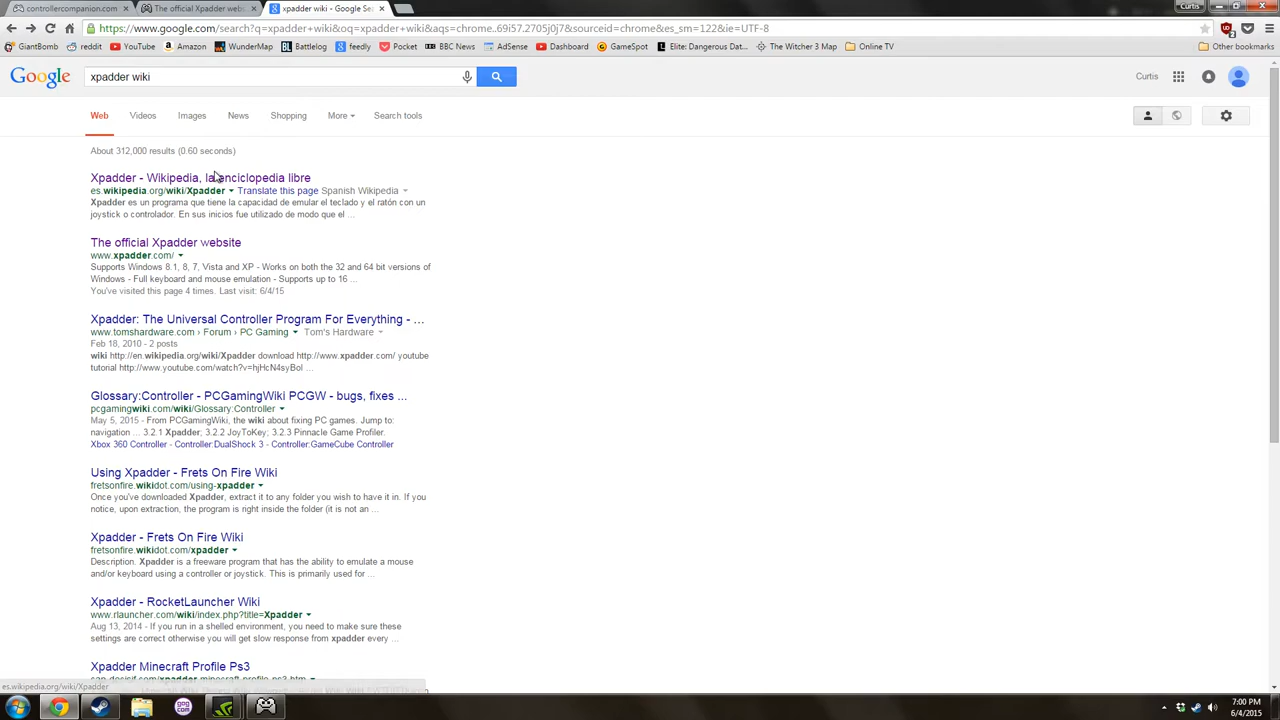 controllercompanion.com
The official Xpadder webs
xpadder wiki - Google Se
Curtis
https://www.google.com/search?q=xpadder+wiki&oq=xpadder+wiki&aqs=chrome..69i57.2705j0j7&sourceid=chrome&es_sm=122&ie=UTF-8
GiantBomb reddit YouTube Amazon WunderMap Battlelog feedly Pocket BBC News AdSense Dashboard GameSpot Elite: Dangerous Dat... The Witcher 3 Map Online TV Other bookmarks
Google xpadder wiki Curtis
Web Videos Images News Shopping More Search tools
About 312,000 results (0.60 seconds)
Xpadder - Wikipedia, la enciclopedia libre
es.wikipedia.org/wiki/Xpadder Translate this page Spanish Wikipedia
Xpadder es un programa que tiene la capacidad de emular el teclado y el ratón con un
joystick o controlador. En sus inicios fue utilizado de modo que el ...
The official Xpadder website
www.xpadder.com/
Supports Windows 8.1, 8, 7, Vista and XP - Works on both the 32 and 64 bit versions of
Windows - Full keyboard and mouse emulation - Supports up to 16 ...
You've visited this page 4 times. Last visit: 6/4/15
Xpadder: The Universal Controller Program For Everything - ...
www.tomshardware.com › Forum › PC Gaming Tom's Hardware
Feb 18, 2010 - 2 posts
wiki http://en.wikipedia.org/wiki/Xpadder download http://www.xpadder.com/ youtube
tutorial http://www.youtube.com/watch?v=hjHcN4syBoI ...
Glossary:Controller - PCGamingWiki PCGW - bugs, fixes ...
pcgamingwiki.com/wiki/Glossary:Controller
May 5, 2015 - From PCGamingWiki, the wiki about fixing PC games. Jump to:
navigation ... 3.2.1 Xpadder; 3.2.2 JoyToKey; 3.2.3 Pinnacle Game Profiler.
Xbox 360 Controller - Controller:DualShock 3 - Controller:GameCube Controller
Using Xpadder - Frets On Fire Wiki
fretsonfire.wikidot.com/using-xpadder
Once you've downloaded Xpadder, extract it to any folder you wish to have it in. If you
notice, upon extraction, the program is right inside the folder (it is not an ...
Xpadder - Frets On Fire Wiki
fretsonfire.wikidot.com/xpadder
Description. Xpadder is a freeware program that has the ability to emulate a mouse
and/or keyboard using a controller or joystick. This is primarily used for ...
Xpadder - RocketLauncher Wiki
www.rlauncher.com/wiki/index.php?title=Xpadder
Aug 13, 2014 - If you run in a shelled environment, you need to make sure these
settings are correct otherwise you will get slow response from xpadder every ...
Xpadder Minecraft Profile Ps3
es.wikipedia.org/wiki/Xpadder
7:00 PM
6/4/2015